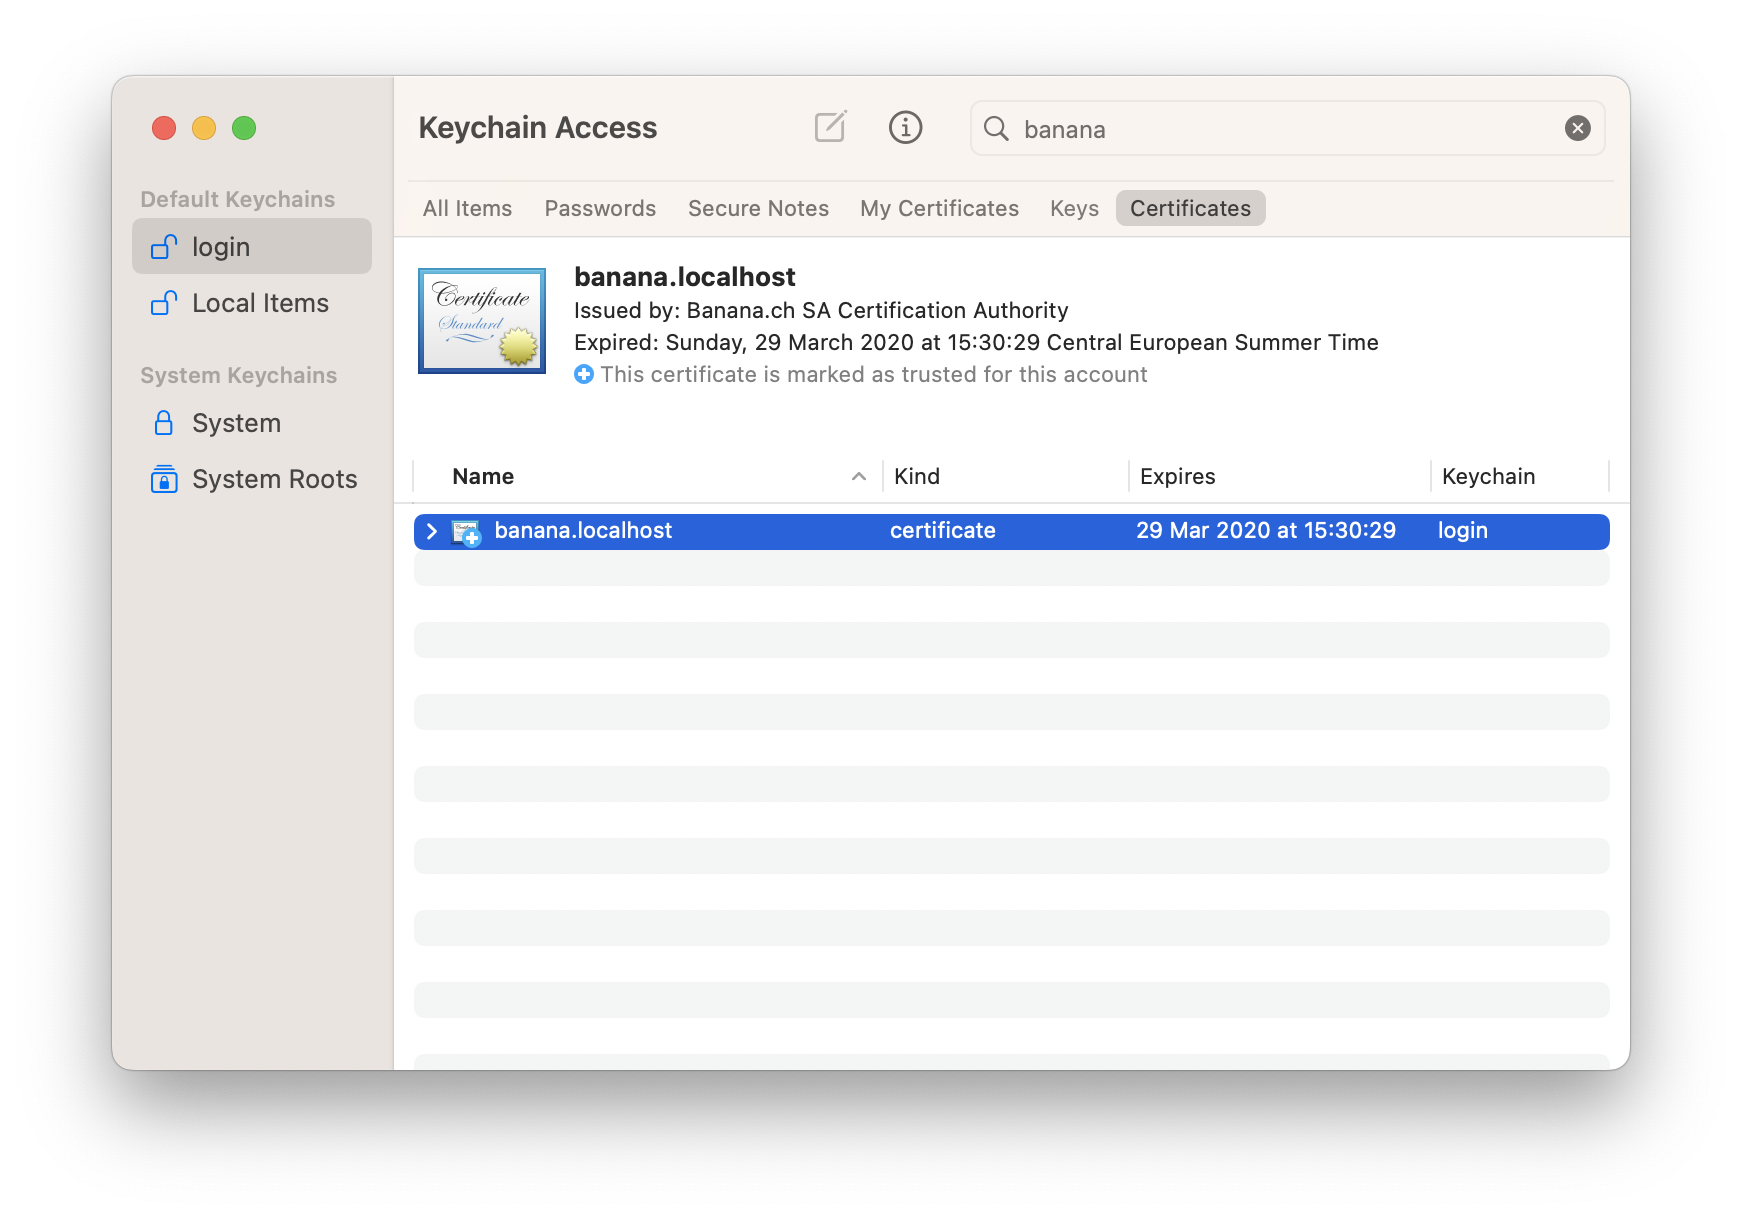 Keychain Access
banana
Default Keychains
login
Local Items
System Keychains
System
System Roots
All Items Passwords Secure Notes My Certificates Keys Certificates
Certificate
Standard
banana.localhost
Issued by: Banana.ch SA Certification Authority
Expired: Sunday, 29 March 2020 at 15:30:29 Central European Summer Time
This certificate is marked as trusted for this account
Name Kind Expires Keychain
banana.localhost certificate 29 Mar 2020 at 15:30:29 login